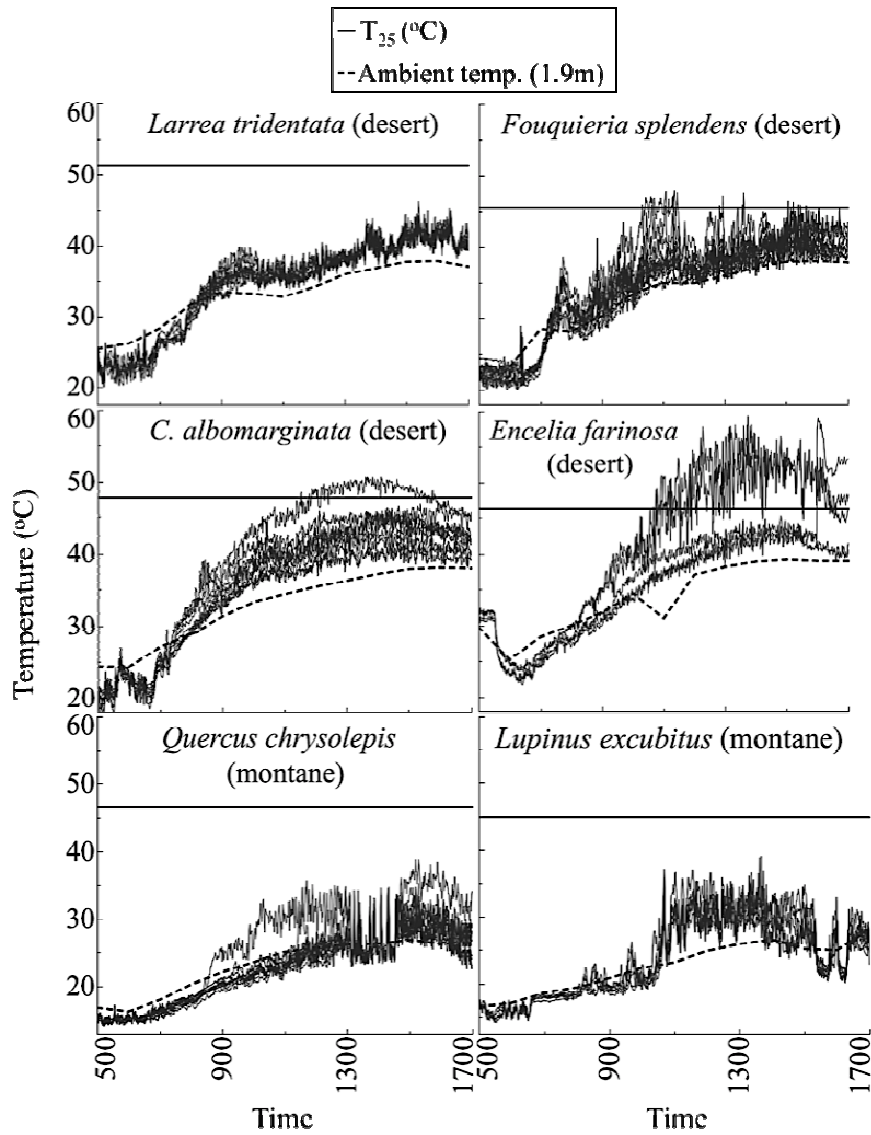 — T25 (ºC)
-- Ambient temp. (1.9m)
Larrea tridentata (desert)
Fouquieria splendens (desert)
60
50
40
30
20
C. albomarginata (desert)
Encelia farinosa
(desert)
60
50
40
30
20
Quercus chrysolepis
(montane)
Lupinus excubitus (montane)
60
50
40
30
20
Temperature (ºC)
500
900
1300
1700
500
900
1300
1700
Time
Time